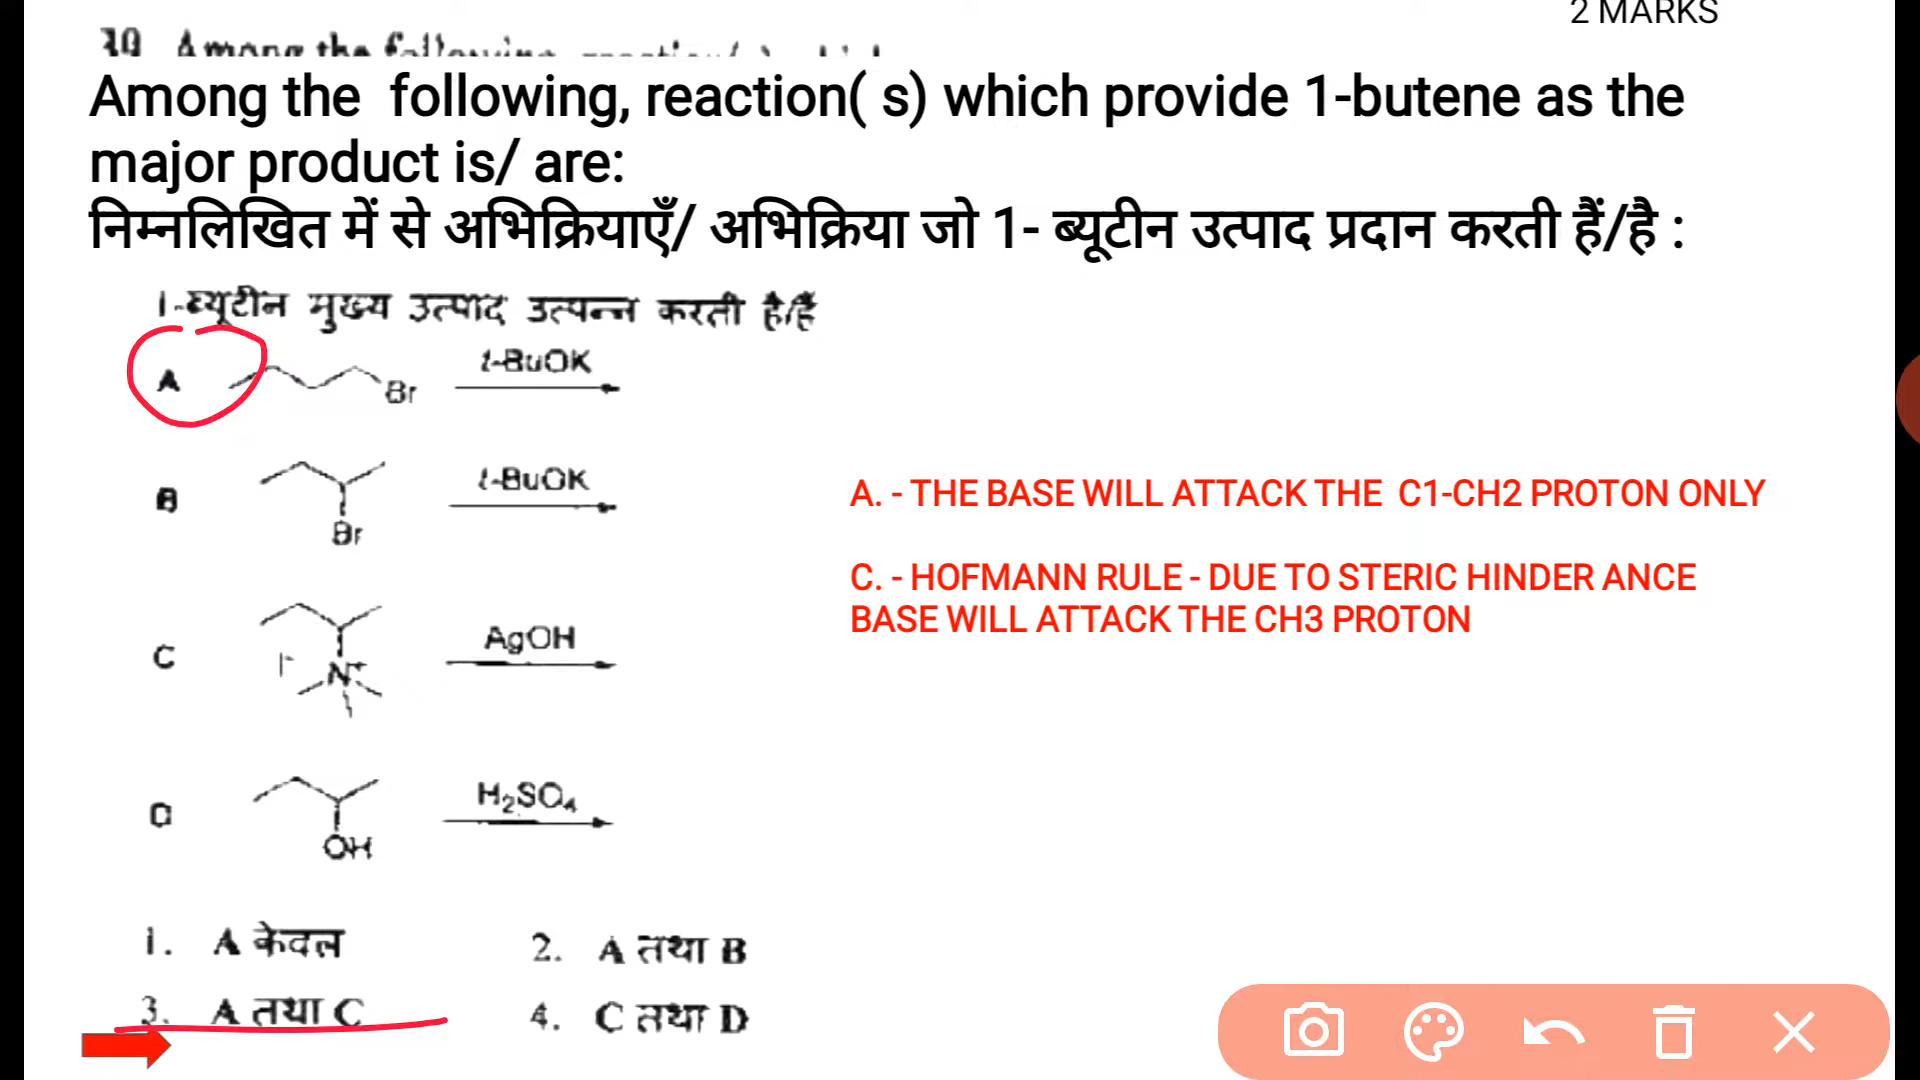 2 MARKS
Among the following,
Among the following, reaction( s) which provide 1-butene as the
major product is/ are:
निम्नलिखित में से अभिक्रियाएँ/ अभिक्रिया जो 1- ब्यूटीन उत्पाद प्रदान करती हैं/है :
1-ब्यूटीन मुख्य उत्पाद उत्पन्न करती है/हैं
A Br t-BuOK
B Br t-BuOK
A. - THE BASE WILL ATTACK THE C1-CH2 PROTON ONLY
C. - HOFMANN RULE - DUE TO STERIC HINDER ANCE
BASE WILL ATTACK THE CH3 PROTON
C I- N+ AgOH
D OH H₂SO₄
1. A केवल 2. A तथा B
3. A तथा C 4. C तथा D